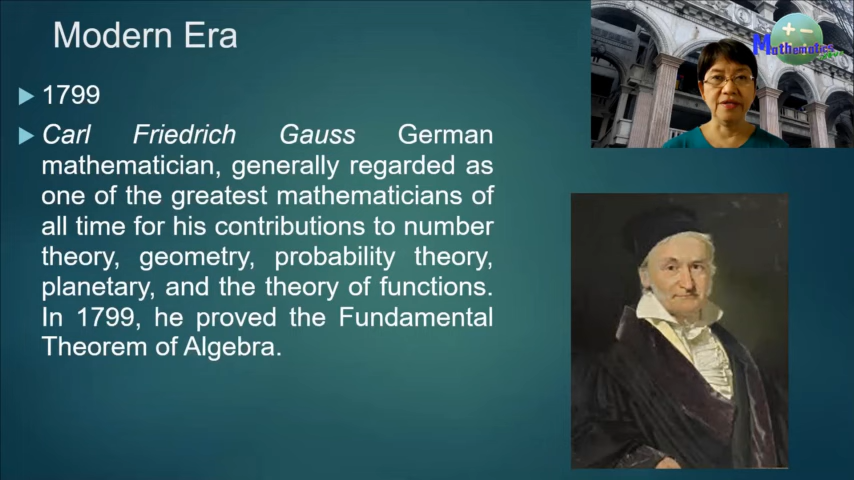 Modern Era
1799
Carl Friedrich Gauss German
mathematician, generally regarded as
one of the greatest mathematicians of
all time for his contributions to number
theory, geometry, probability theory,
planetary, and the theory of functions.
In 1799, he proved the Fundamental
Theorem of Algebra.
Mathematics